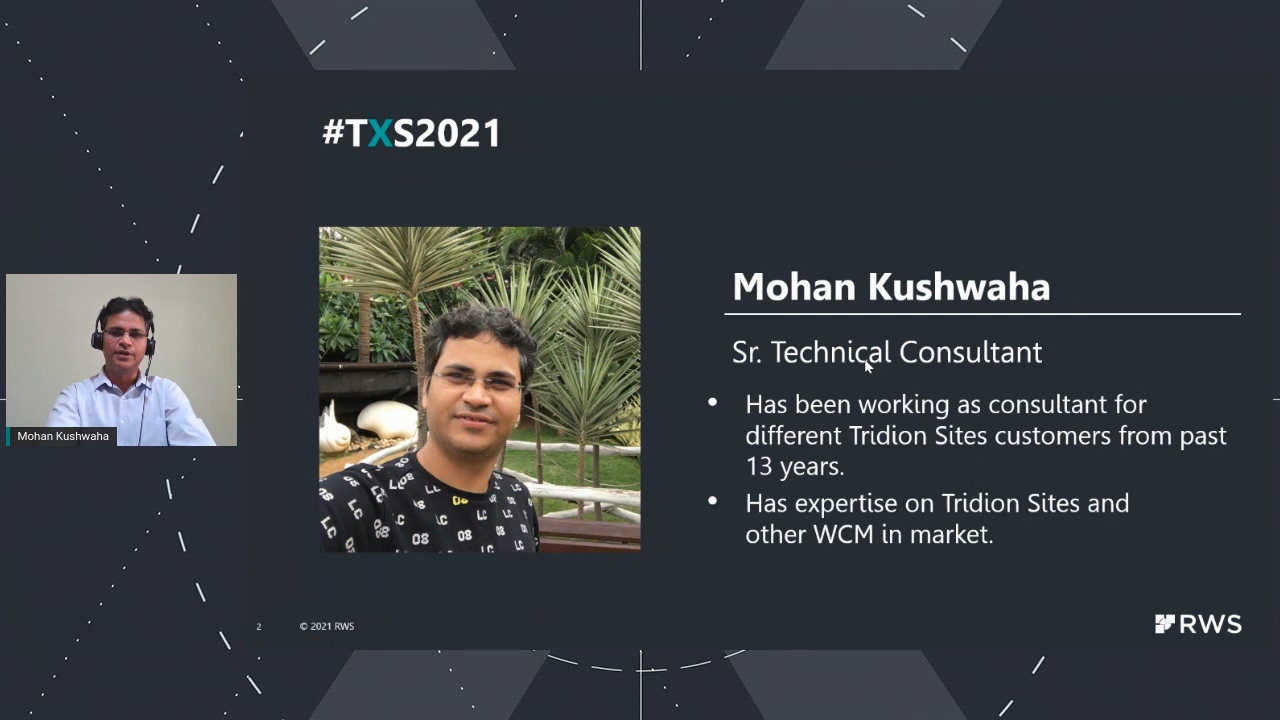 #TXS2021
Mohan Kushwaha
Mohan Kushwaha
Sr. Technical Consultant
• Has been working as consultant for
different Tridion Sites customers from past
13 years.
• Has expertise on Tridion Sites and
other WCM in market.
2
© 2021 RWS
RWS